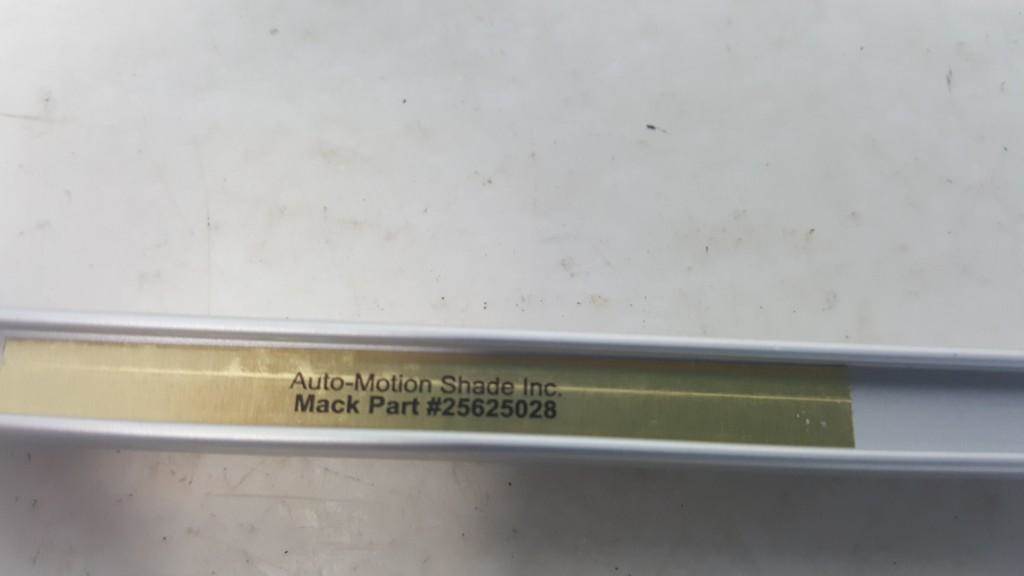 Auto-Motion Shade Inc.
Mack Part #25625028